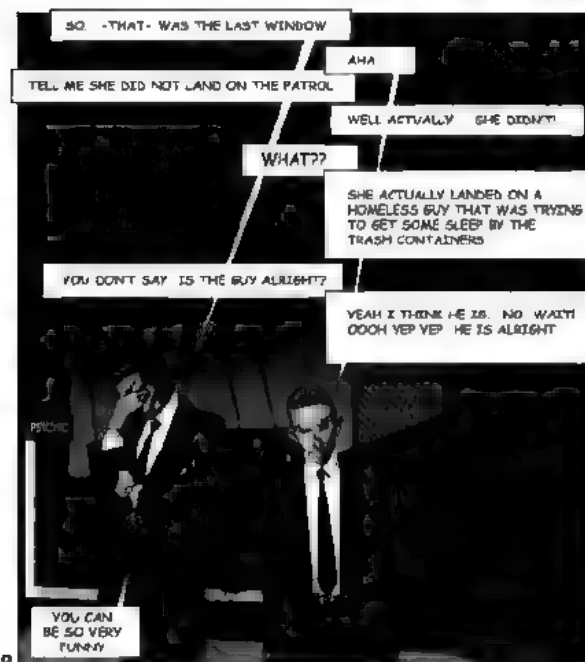 SO. -THAT- WAS THE LAST WINDOW
AHA
TELL ME SHE DID NOT LAND ON THE PATROL
WELL ACTUALLY SHE DIDN'T!
WHAT??
SHE ACTUALLY LANDED ON A
HOMELESS GUY THAT WAS TRYING
TO GET SOME SLEEP BY THE
TRASH CONTAINERS
YOU DON'T SAY IS THE GUY ALRIGHT?
YEAH I THINK HE IS. NO WAIT!
OOOH YEP YEP HE IS ALRIGHT
PSYCHIC
YOU CAN
BE SO VERY
FUNNY